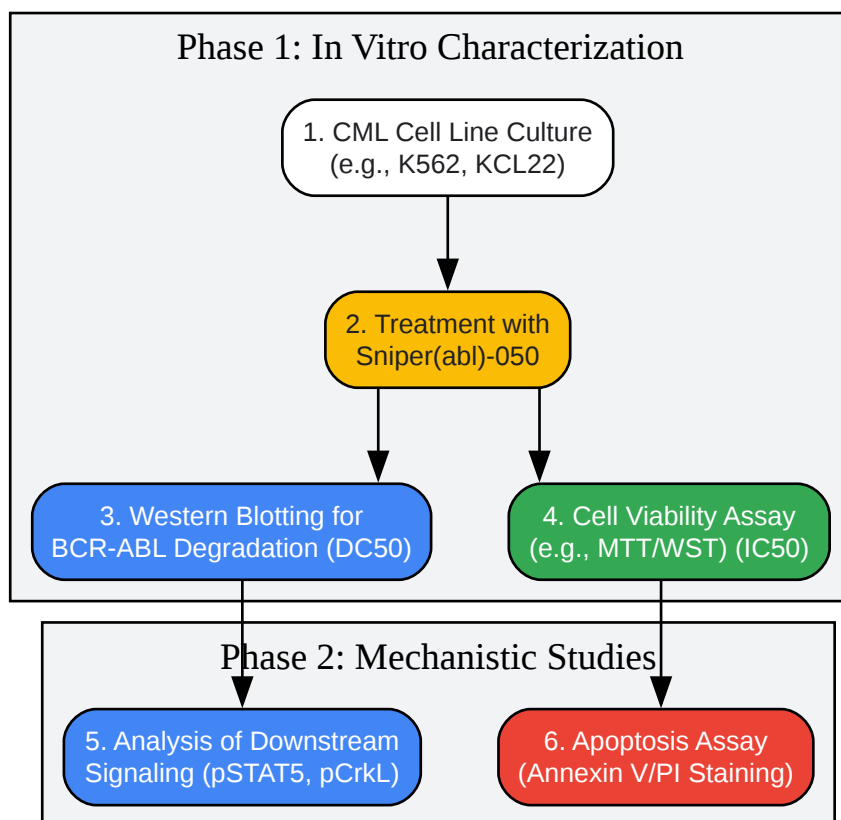 Phase 1: In Vitro Characterization
1. CML Cell Line Culture
(e.g., K562, KCL22)
2. Treatment with
Sniper(abl)-050
3. Western Blotting for
BCR-ABL Degradation (DC50)
4. Cell Viability Assay
(e.g., MTT/WST) (IC50)
Phase 2: Mechanistic Studies
5. Analysis of Downstream
Signaling (pSTAT5, pCrkL)
6. Apoptosis Assay
(Annexin V/PI Staining)